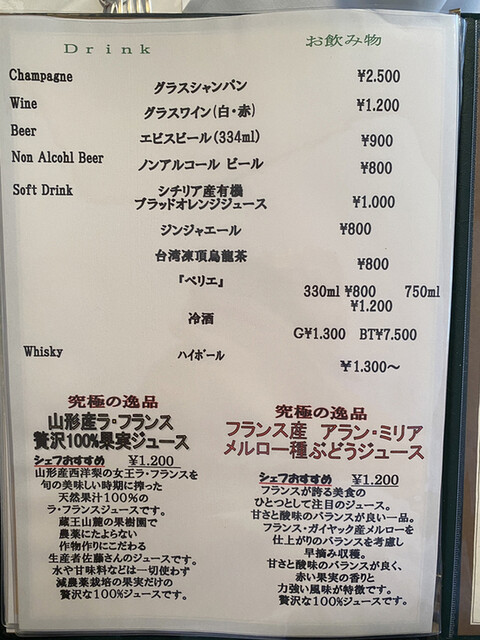 Drink お飲み物
Champagne グラスシャンパン ¥2.500
Wine グラスワイン(白・赤) ¥1.200
Beer エビスビール(334ml) ¥900
Non Alcohl Beer ノンアルコール ビール ¥800
Soft Drink シチリア産有機
ブラッドオレンジジュース ¥1.000
ジンジャエール ¥800
台湾凍頂烏龍茶 ¥800
『ペリエ』 330ml ¥800 750ml
¥1.200
冷酒 G¥1.300 BT¥7.500
Whisky ハイボール ¥1.300～
究極の逸品
山形産ラ・フランス
贅沢100%果実ジュース
シェフおすすめ ¥1.200
山形産西洋梨の女王ラ・フランスを
旬の美味しい時期に搾った
天然果汁100%の
ラ・フランスジュースです。
蔵王山麓の果樹園で
農薬にたよらない
作物作りにこだわる
生産者佐藤さんのジュースです。
水や甘味料などは一切使わず
減農薬栽培の果実だけの
贅沢な100%ジュースです。
究極の逸品
フランス産 アラン・ミリア
メルロー種ぶどうジュース
シェフおすすめ ¥1.200
フランスが誇る美食の
ひとつとして注目のジュース。
甘さと酸味のバランスが良い一品。
フランス・ガイヤック産メルローを
仕上がりのバランスを考慮し
早摘み収穫。
甘さと酸味のバランスが良く、
赤い果実の香りと
力強い風味が特徴です。
贅沢な100%ジュースです。